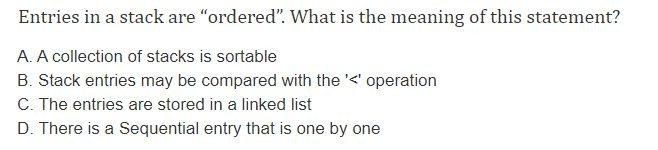 Entries in a stack are “ordered”. What is the meaning of this statement?
A. A collection of stacks is sortable
B. Stack entries may be compared with the '<' operation
C. The entries are stored in a linked list
D. There is a Sequential entry that is one by one